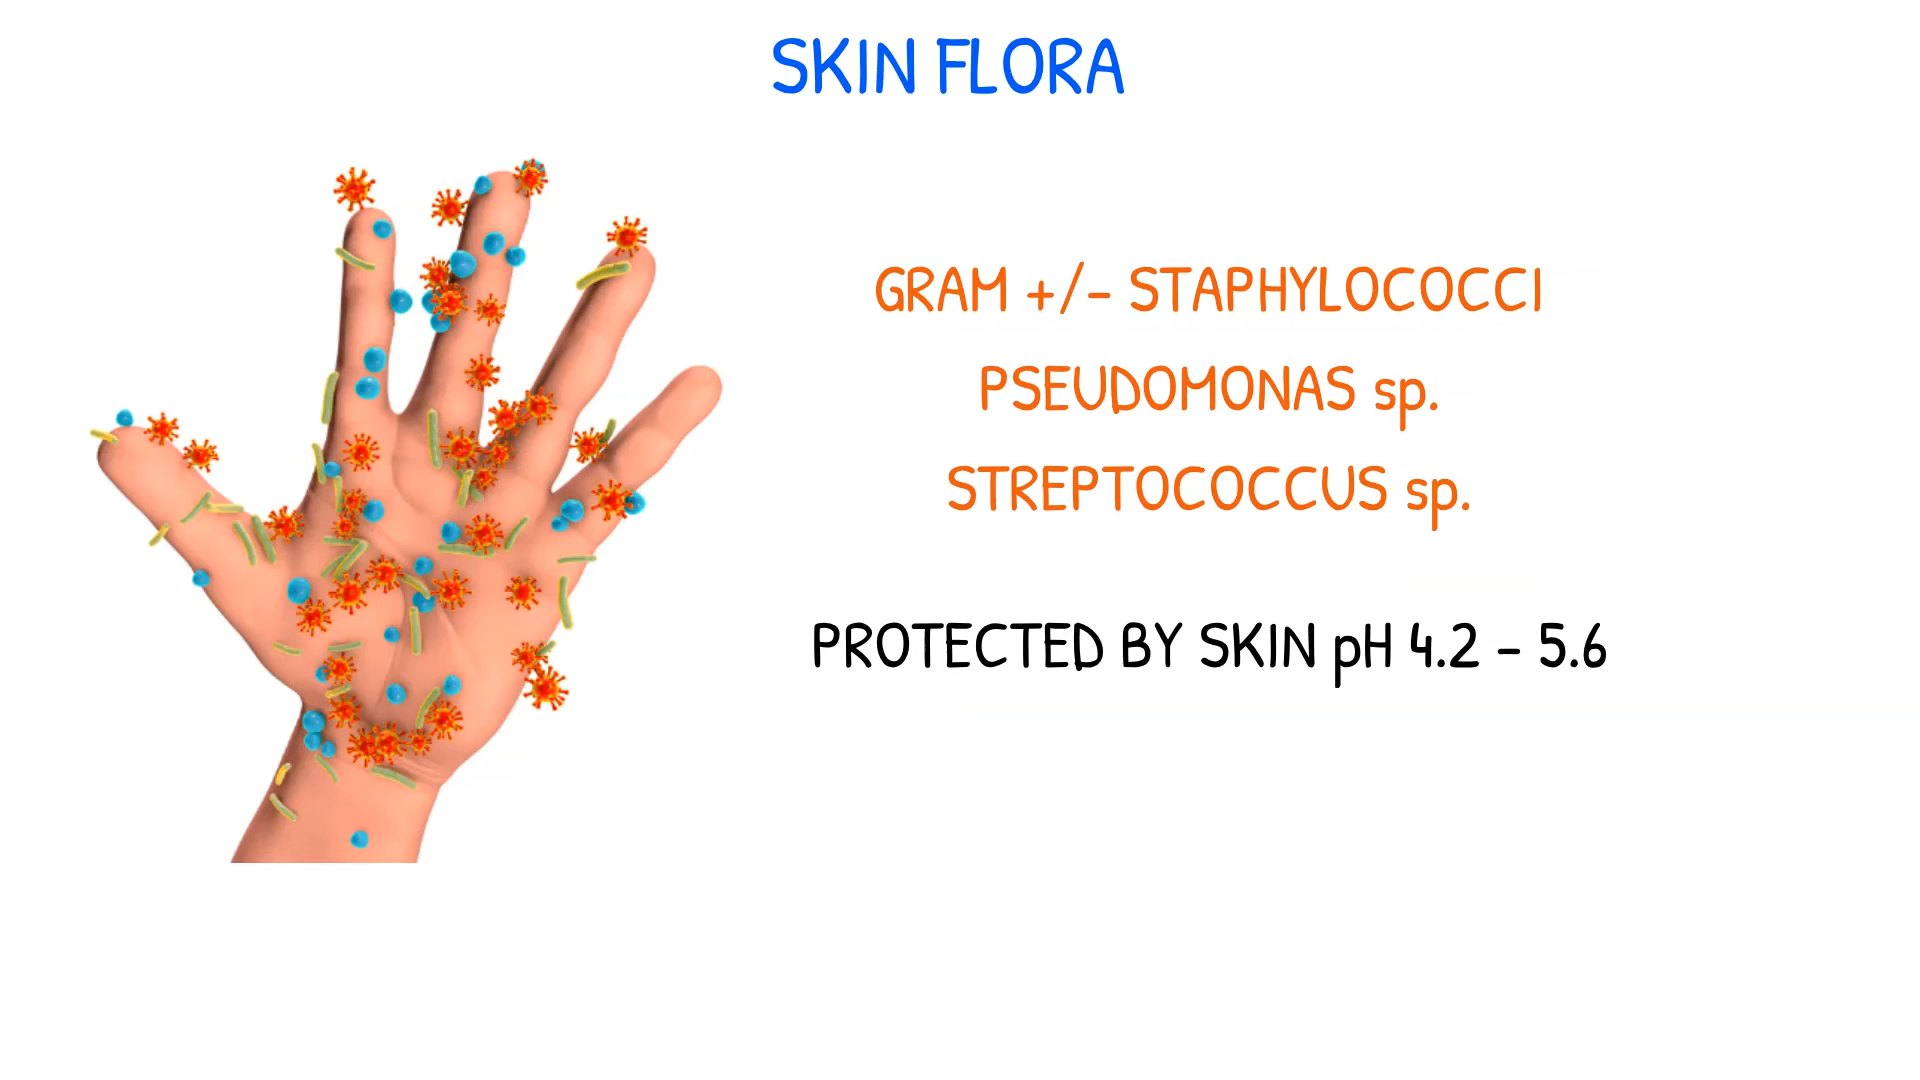 SKIN FLORA
GRAM +/- STAPHYLOCOCCI
PSEUDOMONAS sp.
STREPTOCOCCUS sp.
PROTECTED BY SKIN pH 4.2 – 5.6